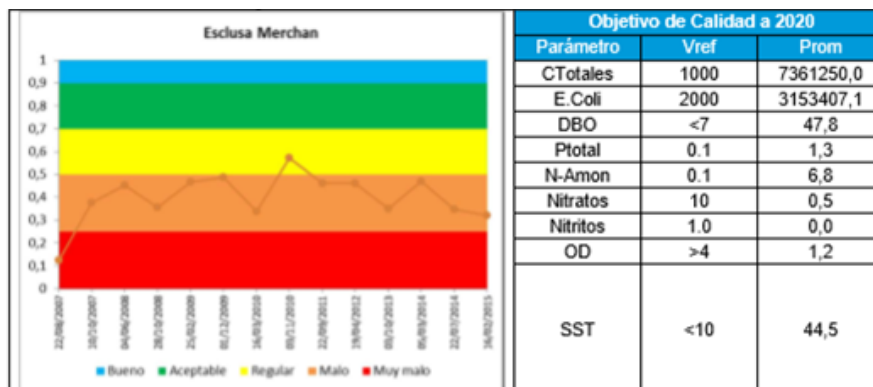 Esclusa Merchan
1
0,9
0,8
0,7
0,6
0,5
0,4
0,3
0,2
0,1
0
22/08/2007
10/10/2007
04/06/2008
28/10/2008
25/02/2009
01/12/2009
16/03/2010
03/11/2010
22/09/2011
19/04/2012
03/10/2013
05/03/2014
22/07/2014
16/02/2015
Bueno Aceptable Regular Malo Muy malo
Objetivo de Calidad a 2020
Parámetro Vref Prom
CTotales 1000 7361250,0
E.Coli 2000 3153407,1
DBO <7 47,8
Ptotal 0.1 1,3
N-Amon 0.1 6,8
Nitratos 10 0,5
Nitritos 1.0 0,0
OD >4 1,2
SST <10 44,5